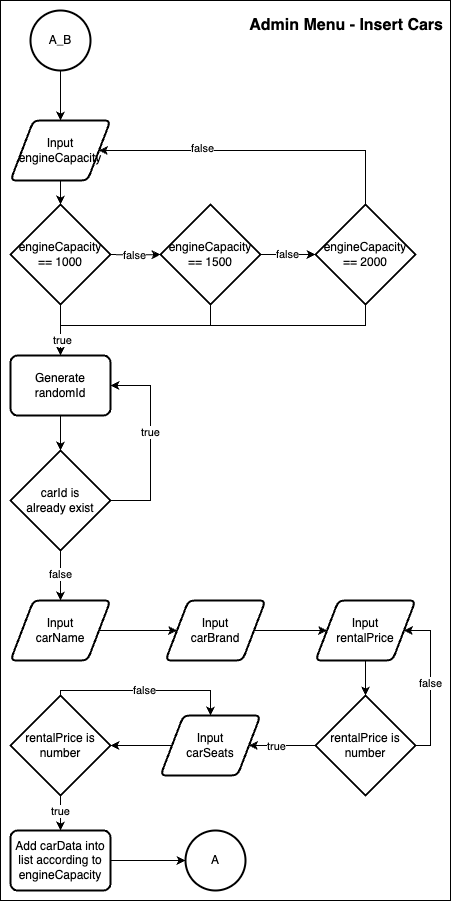 Admin Menu - Insert Cars
A_B
Input
engineCapacity
false
engineCapacity
== 1000
false
engineCapacity
== 1500
false
engineCapacity
== 2000
true
Generate
randomId
true
carId is
already exist
false
Input
carName
Input
carBrand
Input
rentalPrice
false
false
rentalPrice is
number
Input
carSeats
true
rentalPrice is
number
true
Add carData into
list according to
engineCapacity
A